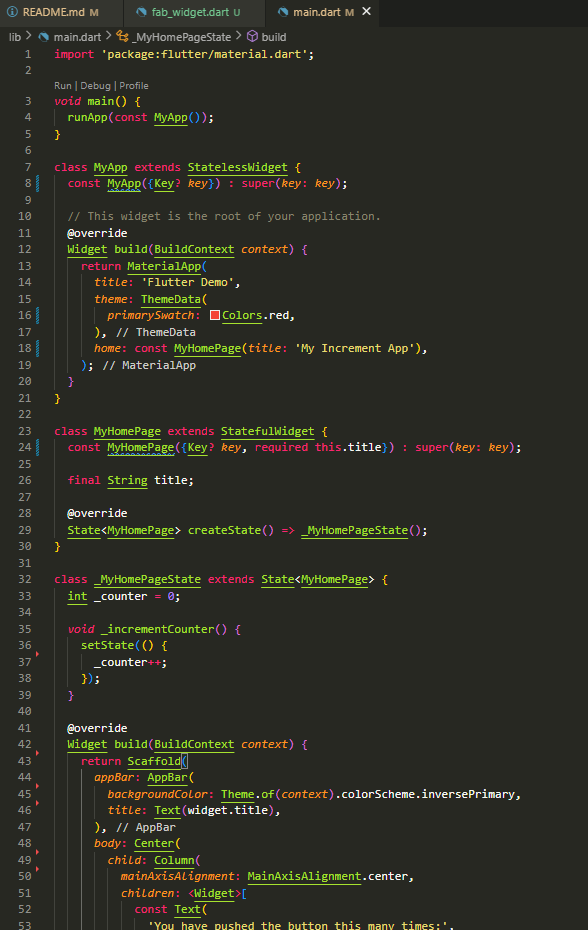 README.md M
fab_widget.dart U
main.dart M
lib > main.dart > _MyHomePageState > build
1 import 'package:flutter/material.dart';
2
Run | Debug | Profile
3 void main() {
4   runApp(const MyApp());
5 }
6
7 class MyApp extends StatelessWidget {
8   const MyApp({Key? key}) : super(key: key);
9
10   // This widget is the root of your application.
11   @override
12   Widget build(BuildContext context) {
13     return MaterialApp(
14       title: 'Flutter Demo',
15       theme: ThemeData(
16         primarySwatch: Colors.red,
17       ), // ThemeData
18       home: const MyHomePage(title: 'My Increment App'),
19     ); // MaterialApp
20   }
21 }
22
23 class MyHomePage extends StatefulWidget {
24   const MyHomePage({Key? key, required this.title}) : super(key: key);
25
26   final String title;
27
28   @override
29   State<MyHomePage> createState() => _MyHomePageState();
30 }
31
32 class _MyHomePageState extends State<MyHomePage> {
33   int _counter = 0;
34
35   void _incrementCounter() {
36     setState(() {
37       _counter++;
38     });
39   }
40
41   @override
42   Widget build(BuildContext context) {
43     return Scaffold(
44       appBar: AppBar(
45         backgroundColor: Theme.of(context).colorScheme.inversePrimary,
46         title: Text(widget.title),
47       ), // AppBar
48       body: Center(
49         child: Column(
50           mainAxisAlignment: MainAxisAlignment.center,
51           children: <Widget>[
52             const Text(
53               'You have pushed the button this many times:',